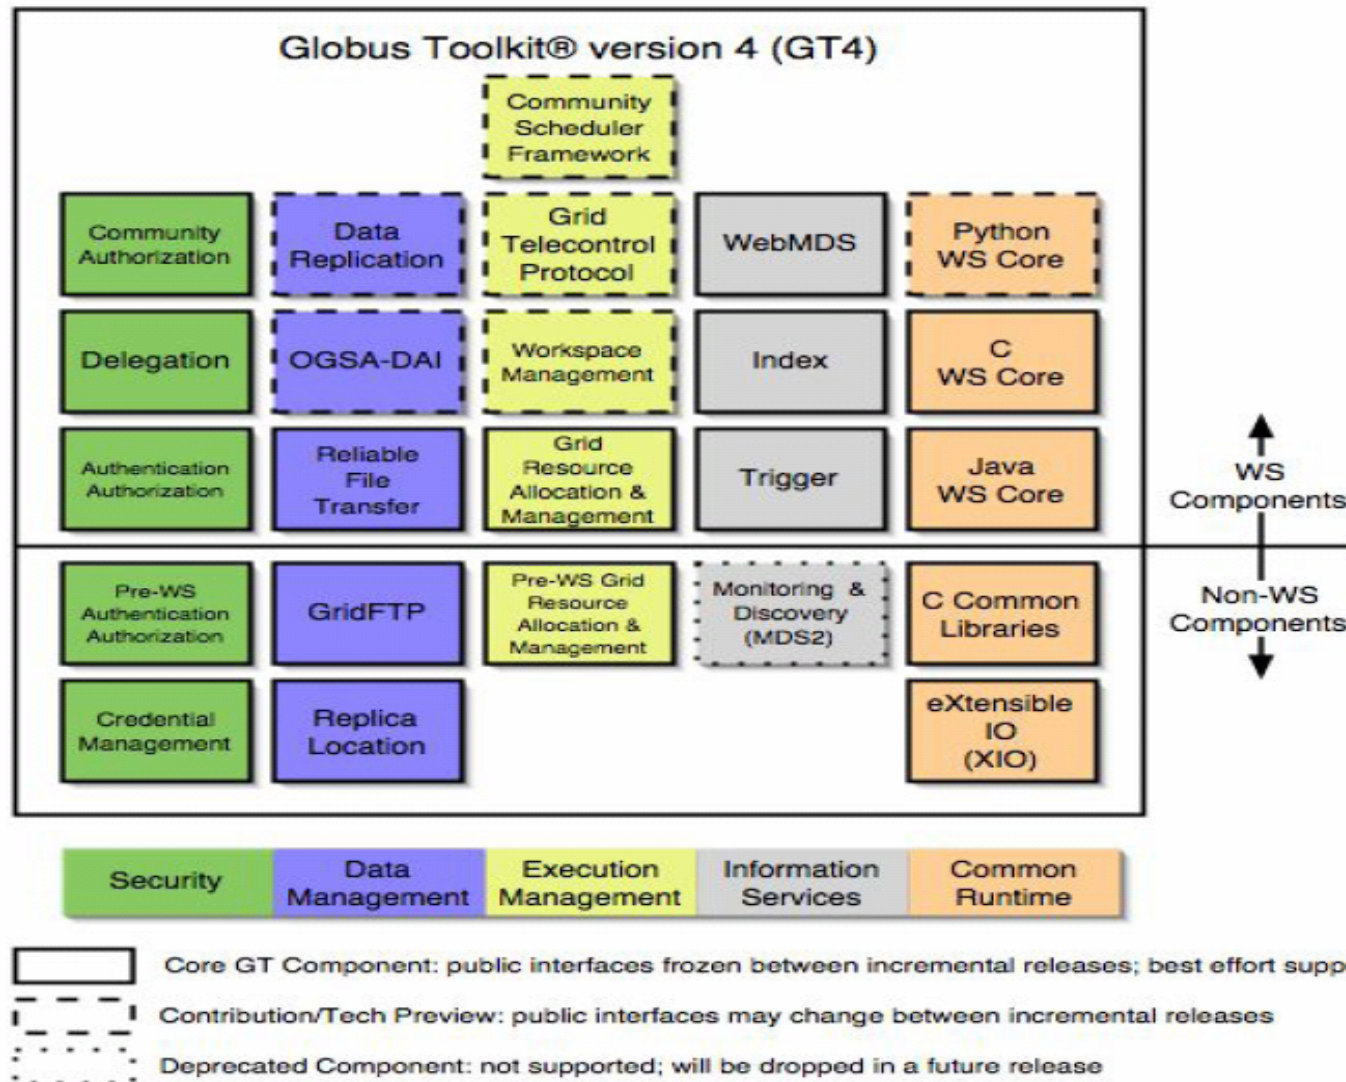 Globus Toolkit® version 4 (GT4)
Community
Scheduler
Framework
Community
Authorization
Data
Replication
Grid
Telecontrol
Protocol
WebMDS
Python
WS Core
Delegation
OGSA-DAI
Workspace
Management
Index
C
WS Core
Authentication
Authorization
Reliable
File
Transfer
Grid
Resource
Allocation &
Management
Trigger
Java
WS Core
WS
Components
Pre-WS
Authentication
Authorization
GridFTP
Pre-WS Grid
Resource
Allocation &
Management
Monitoring &
Discovery
(MDS2)
C Common
Libraries
Non-WS
Components
Credential
Management
Replica
Location
eXtensible
IO
(XIO)
Security
Data
Management
Execution
Management
Information
Services
Common
Runtime
Core GT Component: public interfaces frozen between incremental releases; best effort supp
Contribution/Tech Preview: public interfaces may change between incremental releases
Deprecated Component: not supported; will be dropped in a future release